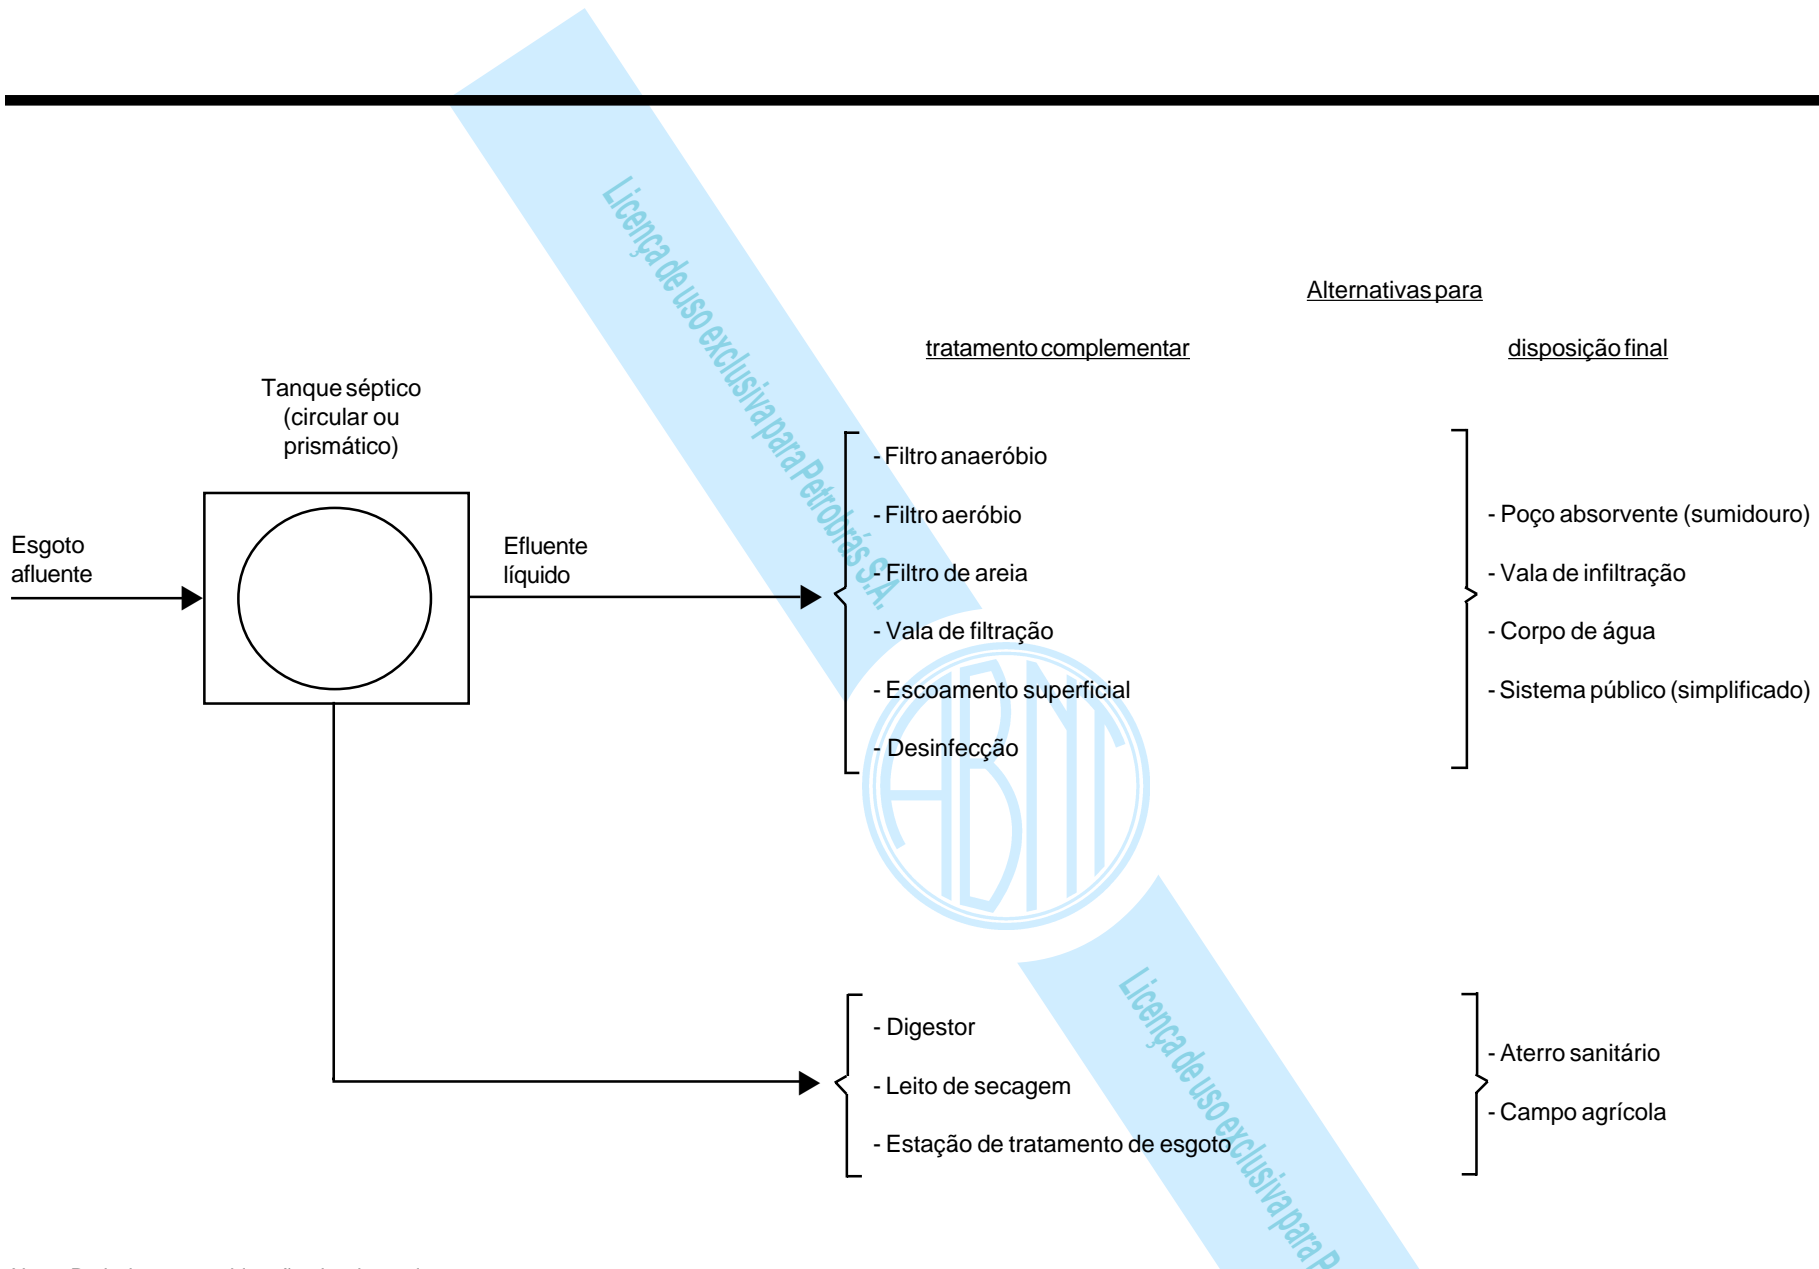 Licença de uso exclusiva para Petrobrás S.A.
Alternativas para
tratamento complementar
disposição final
Tanque séptico
(circular ou
prismático)
Esgoto
afluente
Efluente
líquido
- Filtro anaeróbio
- Filtro aeróbio
- Filtro de areia
- Vala de filtração
- Escoamento superficial
- Desinfecção
- Poço absorvente (sumidouro)
- Vala de infiltração
- Corpo de água
- Sistema público (simplificado)
ABNT
- Digestor
- Leito de secagem
- Estação de tratamento de esgoto
- Aterro sanitário
- Campo agrícola
Licença de uso exclusiva para P